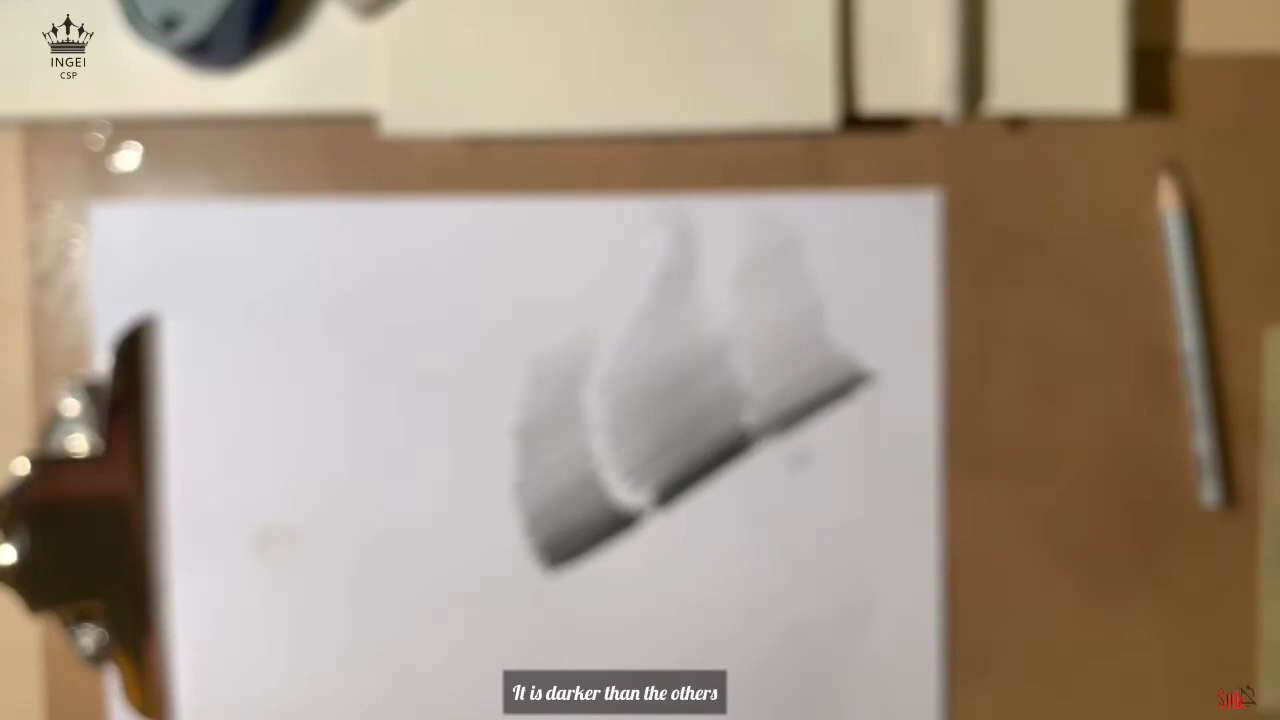 INGEI
CSP
It is darker than the others